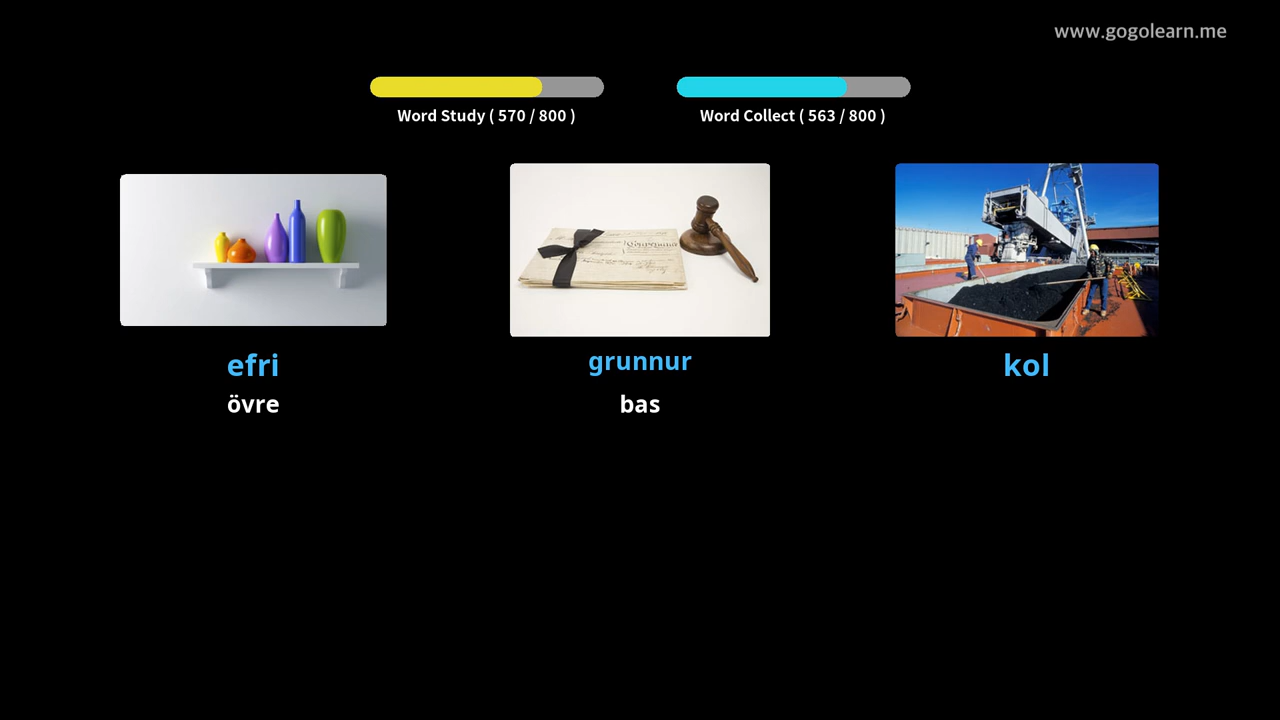 www.gogolearn.me
Word Study ( 570 / 800 )
Word Collect ( 563 / 800 )
efri
grunnur
kol
övre
bas